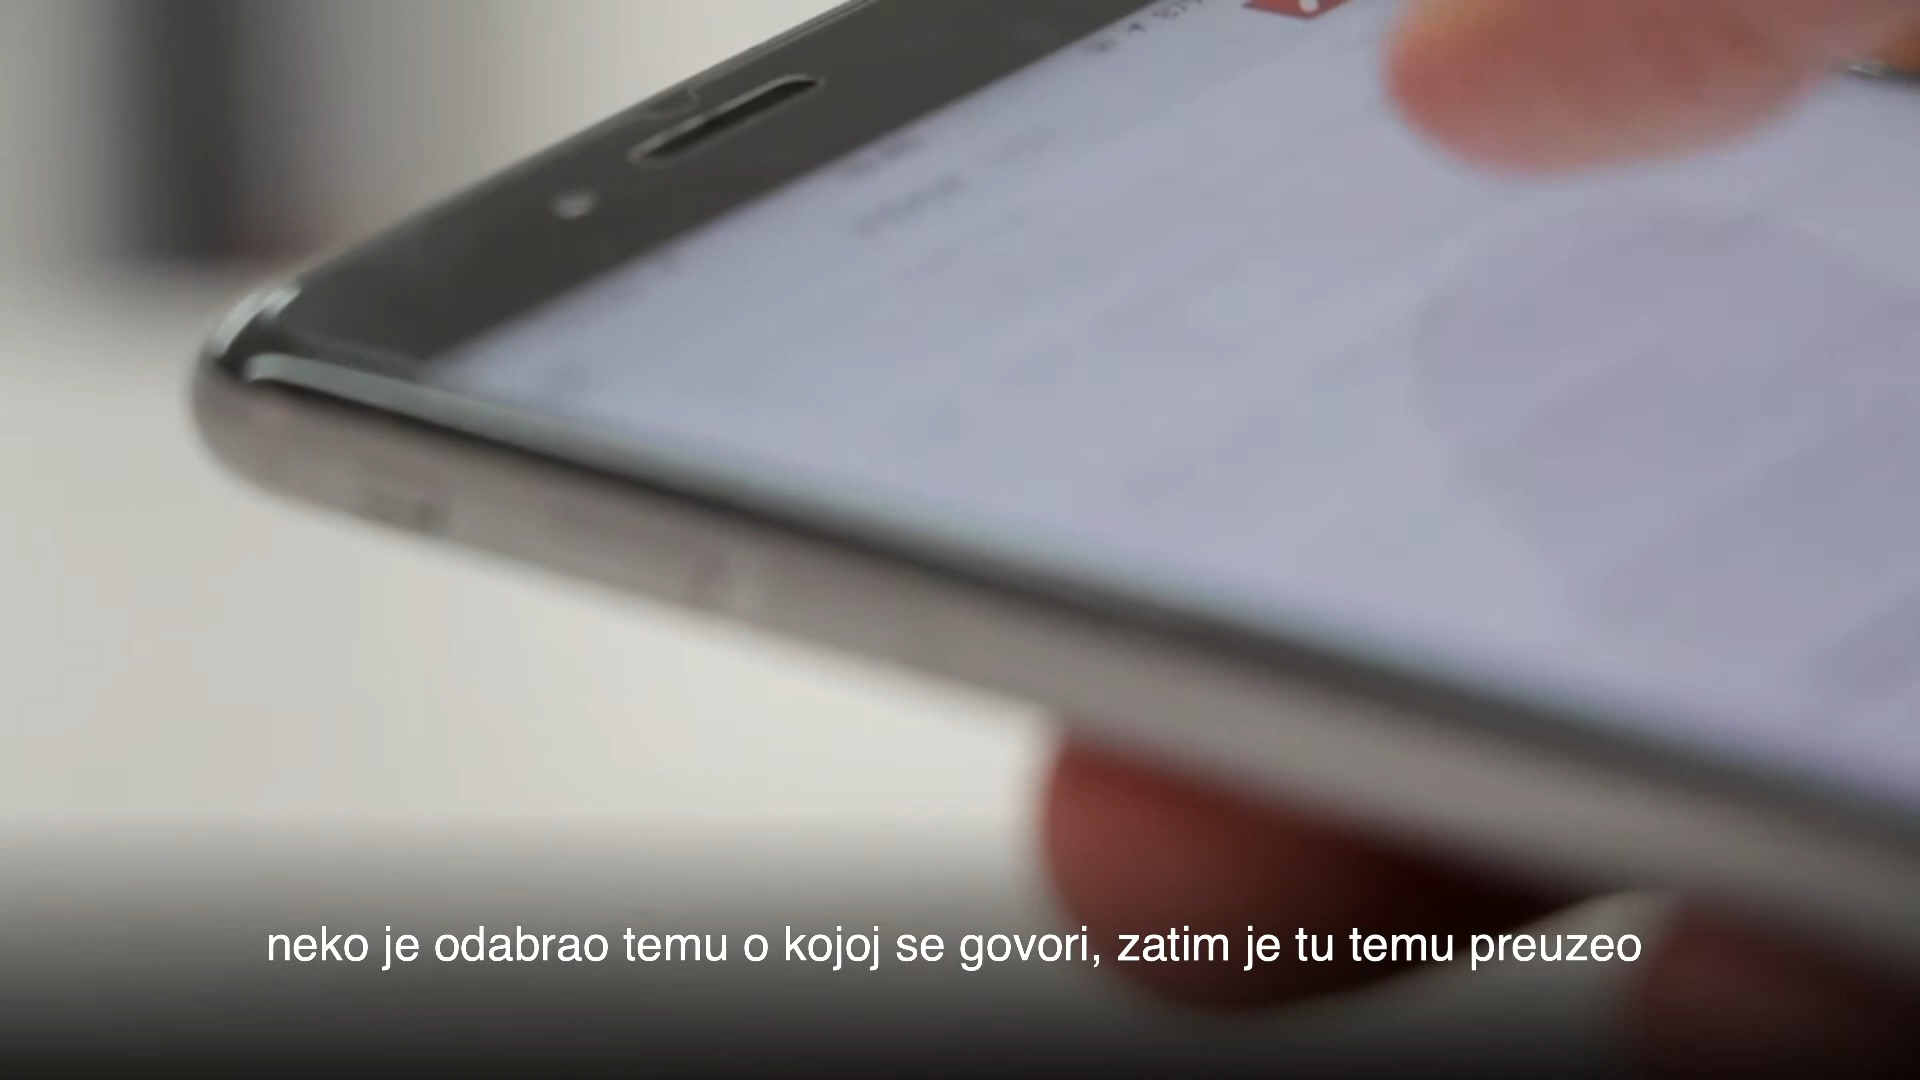 neko je odabrao temu o kojoj se govori, zatim je tu temu preuzeo